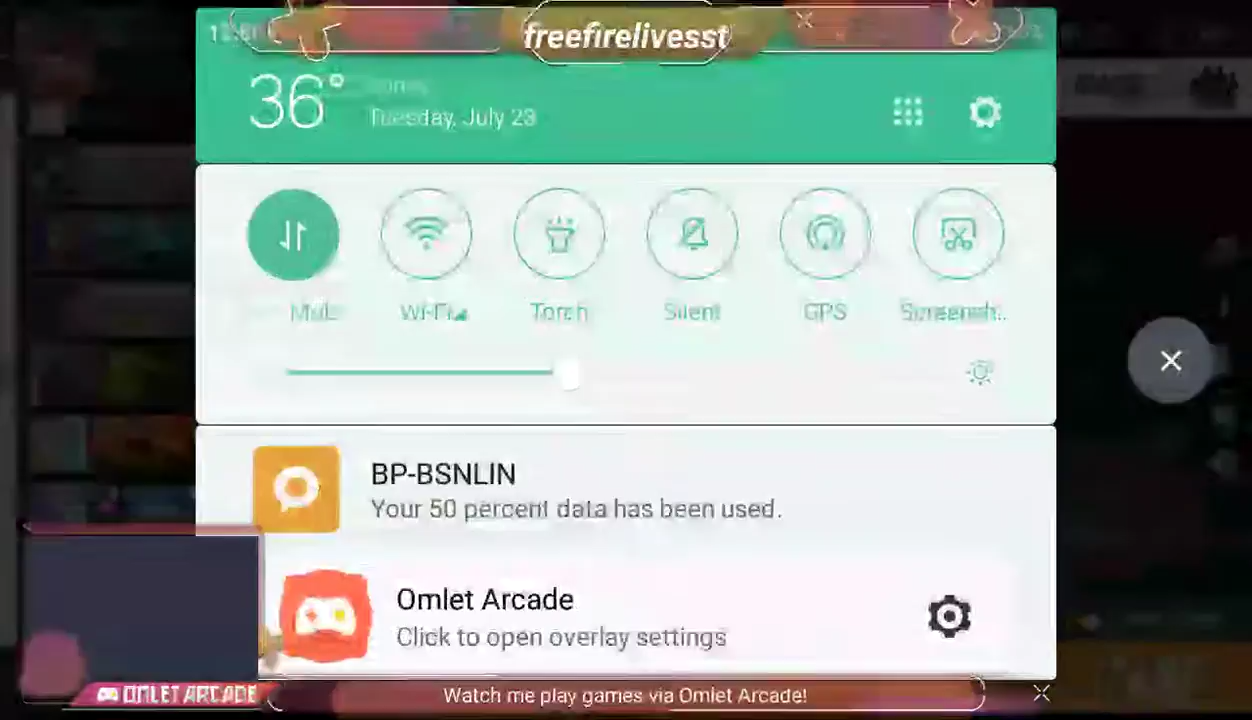 freefirelivesst
36°
Tuesday, July 23
Wi-Fi
Torch
Silent
GPS
Screensh..
BP-BSNLIN
Your 50 percent data has been used.
Omlet Arcade
Click to open overlay settings
OMLET ARCADE
Watch me play games via Omlet Arcade!